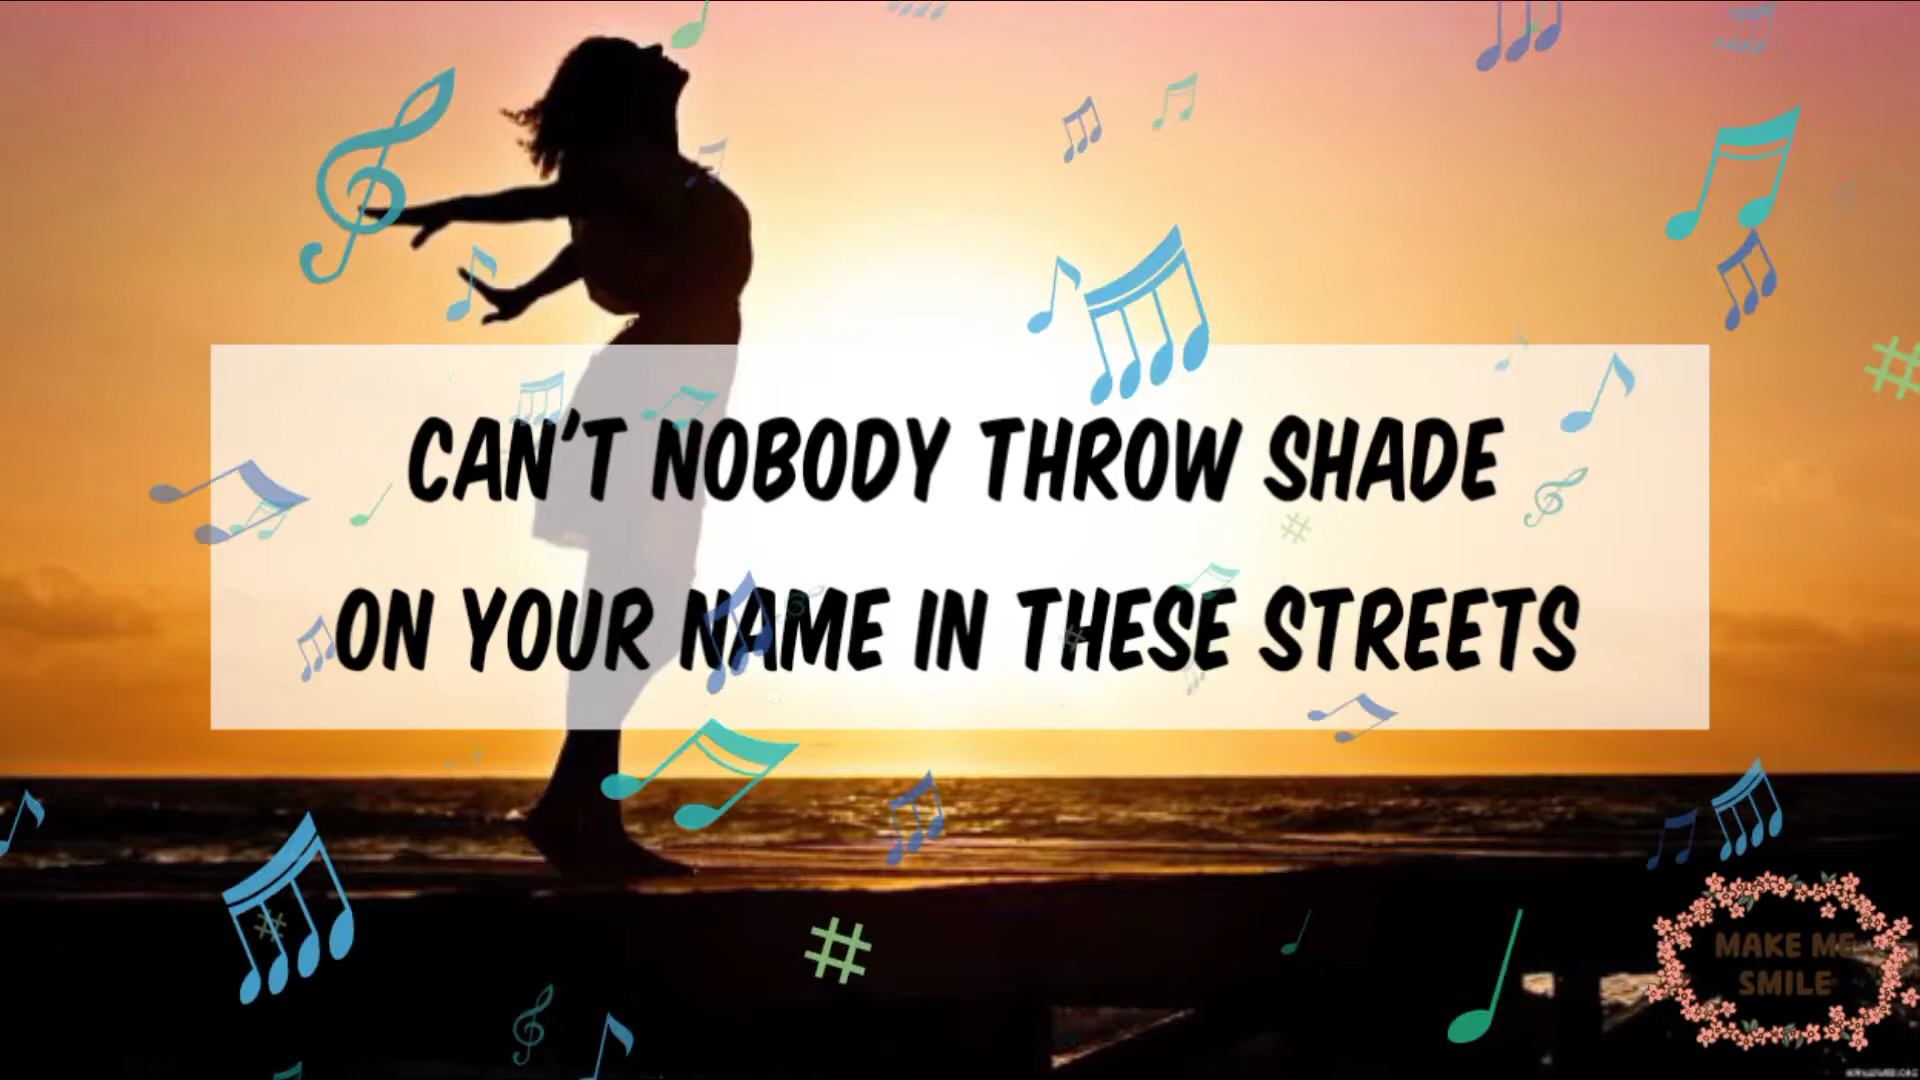 CAN'T NOBODY THROW SHADE
ON YOUR NAME IN THESE STREETS
MAKE ME
SMILE